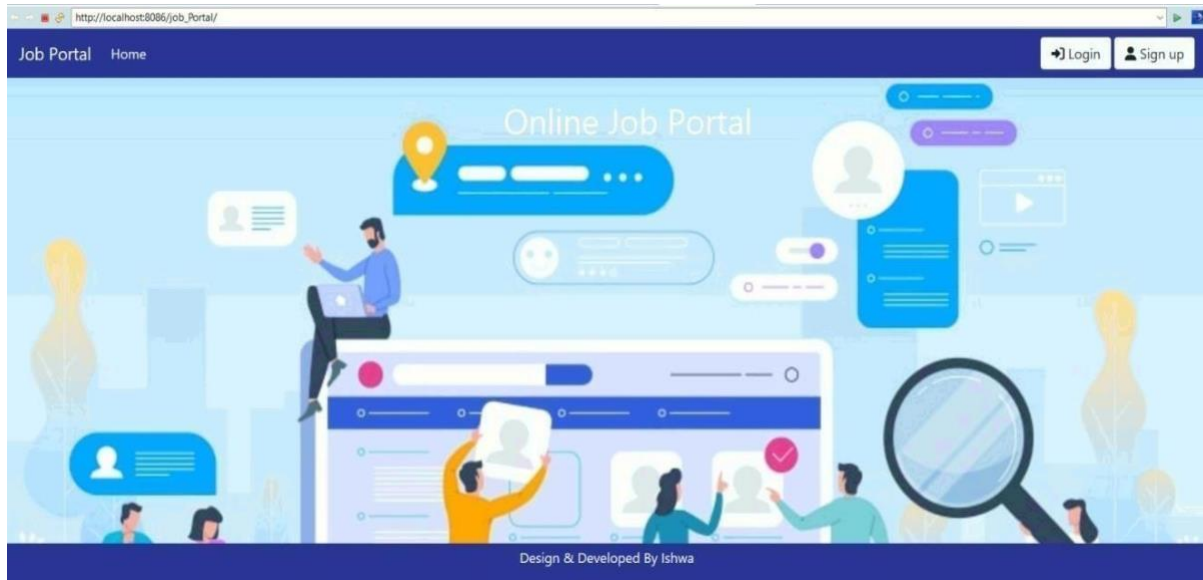 http://localhost:8086/job_Portal/
Job Portal Home Login Sign up
Online Job Portal
Design & Developed By Ishwa